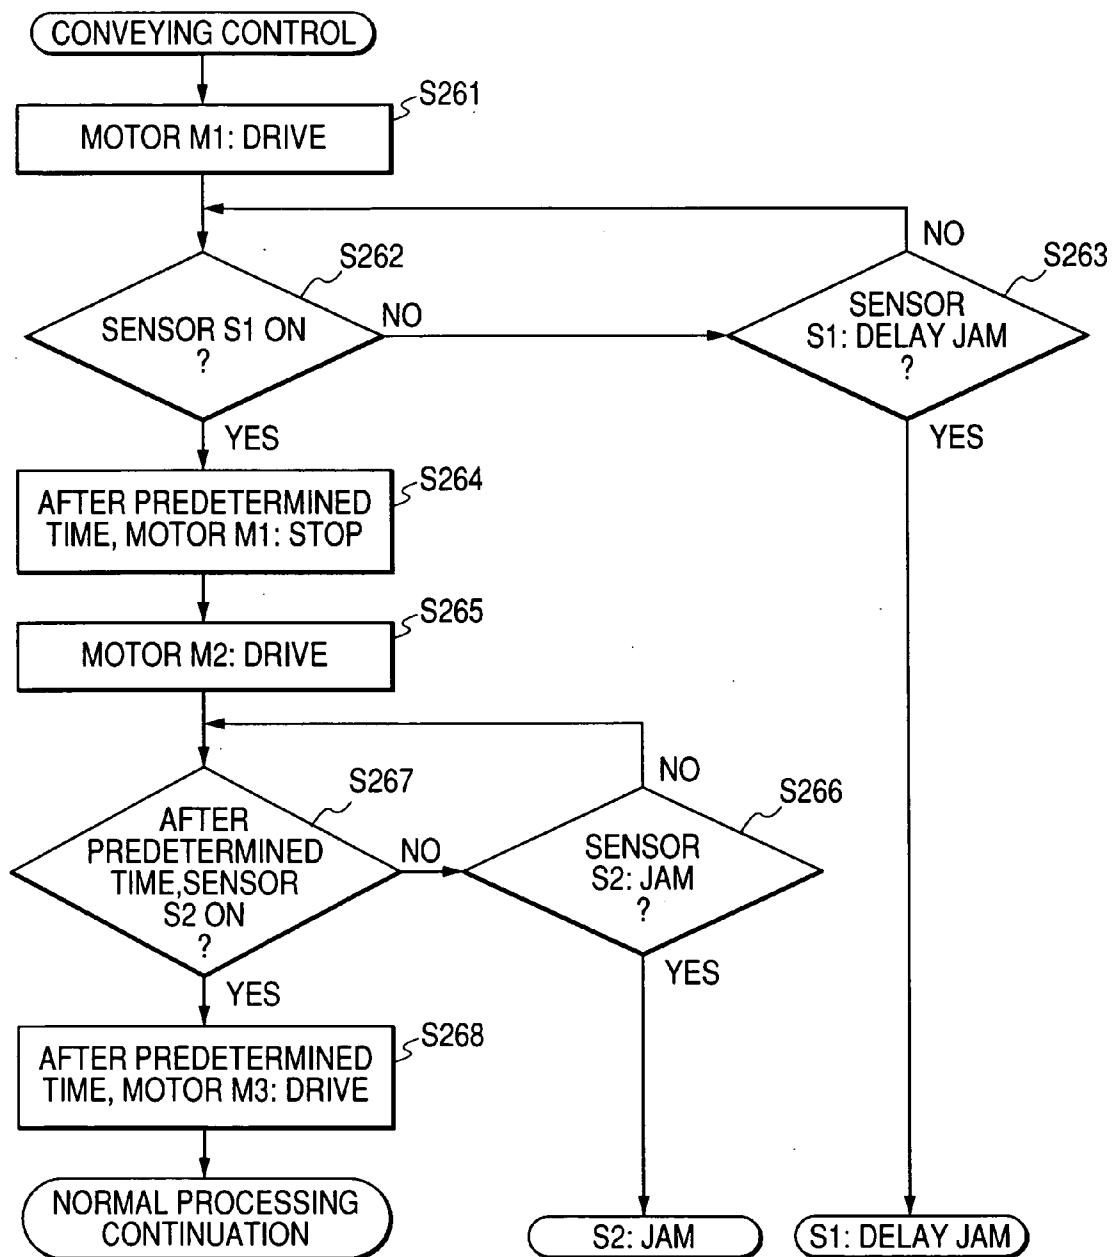 CONVEYING CONTROL
S261
MOTOR M1: DRIVE
NO
S262
S263
SENSOR S1 ON
?
NO
SENSOR
S1: DELAY JAM
?
YES
YES
S264
AFTER PREDETERMINED
TIME, MOTOR M1: STOP
S265
MOTOR M2: DRIVE
NO
S267
S266
AFTER
PREDETERMINED
TIME,SENSOR
S2 ON
?
NO
SENSOR
S2: JAM
?
YES
YES
S268
AFTER PREDETERMINED
TIME, MOTOR M3: DRIVE
NORMAL PROCESSING
CONTINUATION
S2: JAM
S1: DELAY JAM